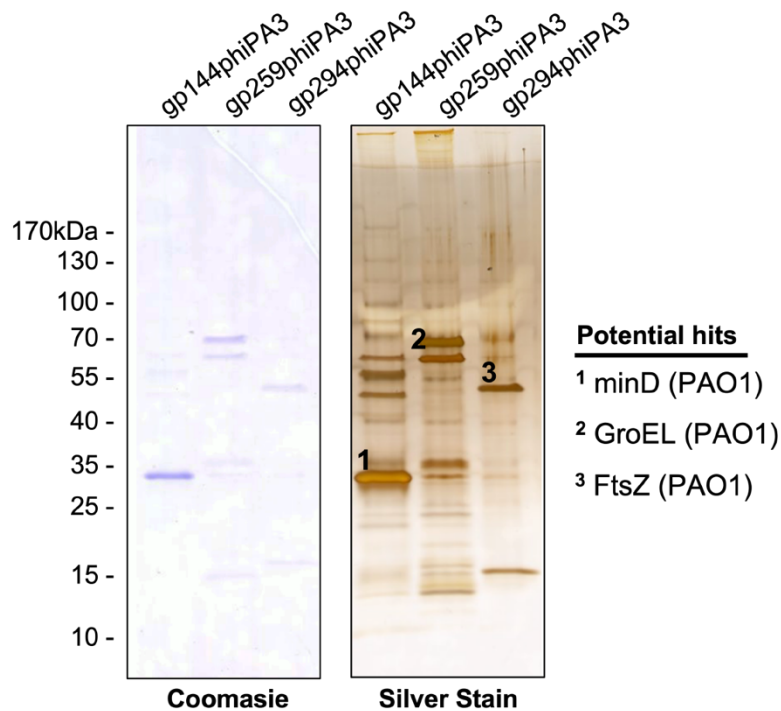 gp144phiPA3
gp259phiPA3
gp294phiPA3
gp144phiPA3
gp259phiPA3
gp294phiPA3
170kDa -
130 -
100 -
70 -
55 -
40 -
35 -
25 -
15 -
10 -
2
3
1
Potential hits
1 minD (PAO1)
2 GroEL (PAO1)
3 FtsZ (PAO1)
Coomasie
Silver Stain